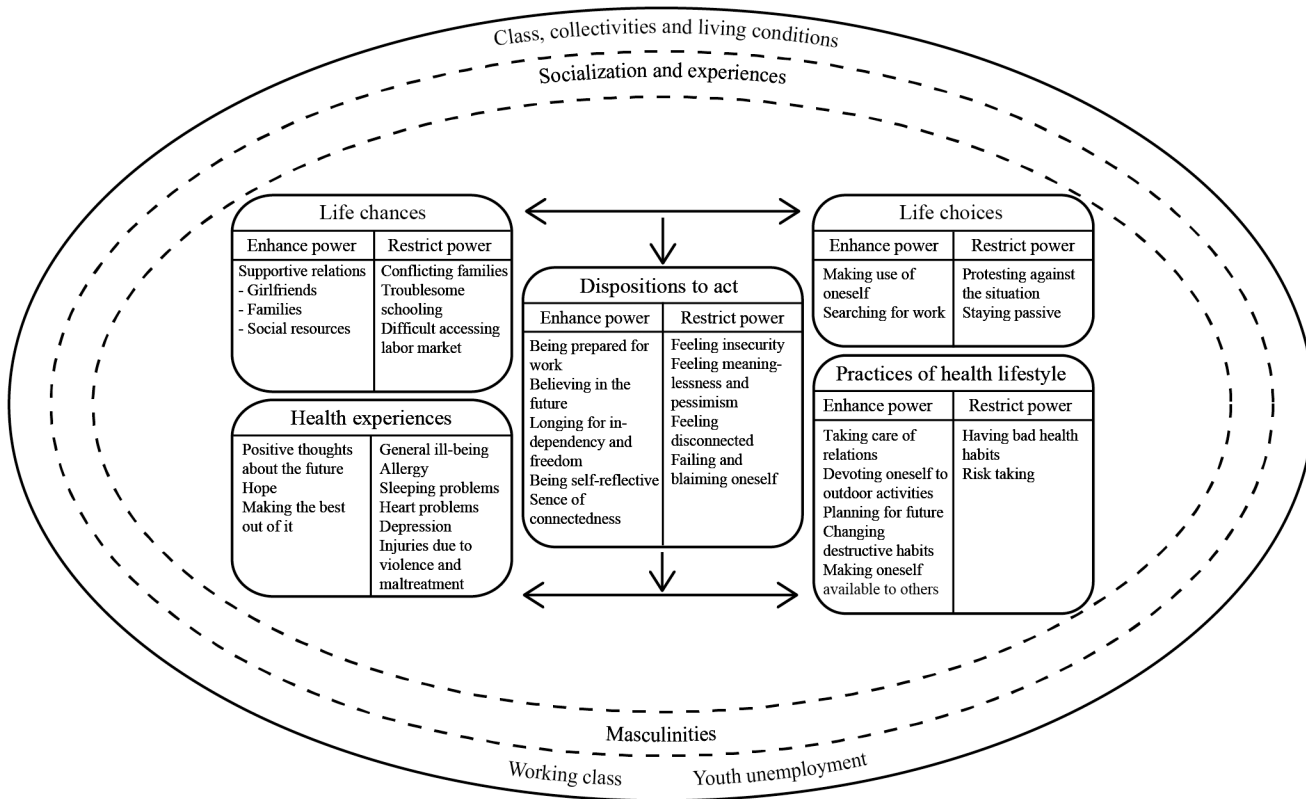 Class, collectivities and living conditions
Socialization and experiences
Life chances
Enhance power
Restrict power
Supportive relations
- Girlfriends
- Families
- Social resources
Conflicting families
Troublesome
schooling
Difficult accessing
labor market
Health experiences
Positive thoughts
about the future
Hope
Making the best
out of it
General ill-being
Allergy
Sleeping problems
Heart problems
Depression
Injuries due to
violence and
maltreatment
Dispositions to act
Enhance power
Restrict power
Being prepared for
work
Believing in the
future
Longing for in-
dependency and
freedom
Being self-reflective
Sence of
connectedness
Feeling insecurity
Feeling meaning-
lessness and
pessimism
Feeling
disconnected
Failing and
blaiming oneself
Life choices
Enhance power
Restrict power
Making use of
oneself
Searching for work
Protesting against
the situation
Staying passive
Practices of health lifestyle
Enhance power
Restrict power
Taking care of
relations
Devoting oneself to
outdoor activities
Planning for future
Changing
destructive habits
Making oneself
available to others
Having bad health
habits
Risk taking
Masculinities
Working class
Youth unemployment